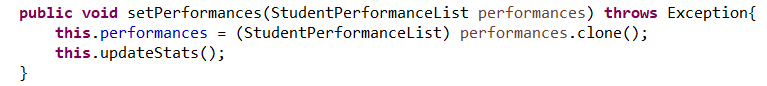 public void setPerformances(StudentPerformanceList performances) throws Exception{
    this.performances = (StudentPerformanceList) performances.clone();
    this.updateStats();
}